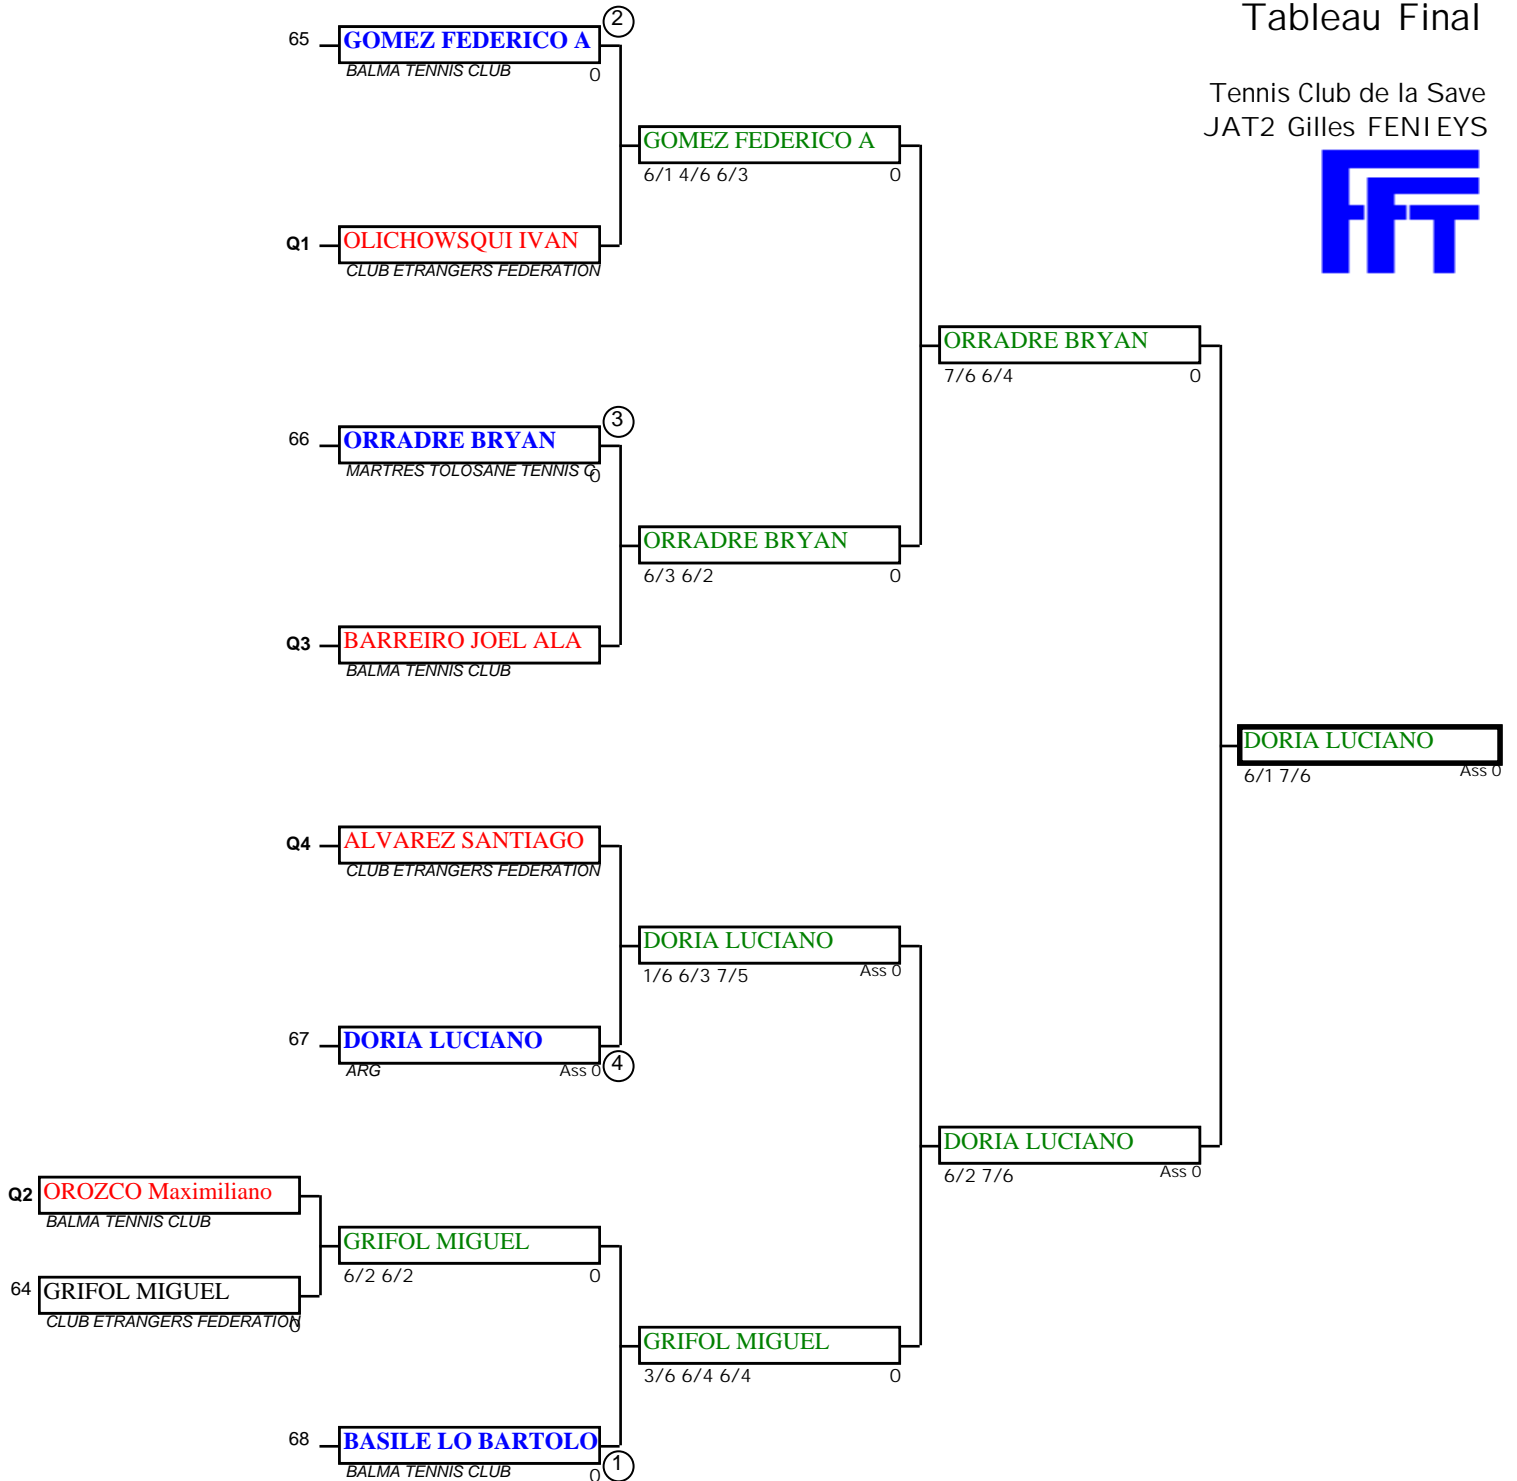 Tableau Final
Tennis Club de la Save
JAT2 Gilles FENIEYS
FFT
2
65 GOMEZ FEDERICO A
BALMA TENNIS CLUB 0
GOMEZ FEDERICO A
6/1 4/6 6/3 0
Q1 OLICHOWSQUI IVAN
CLUB ETRANGERS FEDERATION
ORRADRE BRYAN
7/6 6/4 0
3
66 ORRADRE BRYAN
MARTRES TOLOSANE TENNIS C 0
ORRADRE BRYAN
6/3 6/2 0
Q3 BARREIRO JOEL ALA
BALMA TENNIS CLUB
DORIA LUCIANO
6/1 7/6 Ass 0
Q4 ALVAREZ SANTIAGO
CLUB ETRANGERS FEDERATION
DORIA LUCIANO
1/6 6/3 7/5 Ass 0
67 DORIA LUCIANO
ARG Ass 0 4
DORIA LUCIANO
6/2 7/6 Ass 0
Q2 OROZCO Maximiliano
BALMA TENNIS CLUB
GRIFOL MIGUEL
6/2 6/2 0
64 GRIFOL MIGUEL
CLUB ETRANGERS FEDERATION 0
GRIFOL MIGUEL
3/6 6/4 6/4 0
68 BASILE LO BARTOLO
BALMA TENNIS CLUB 0 1